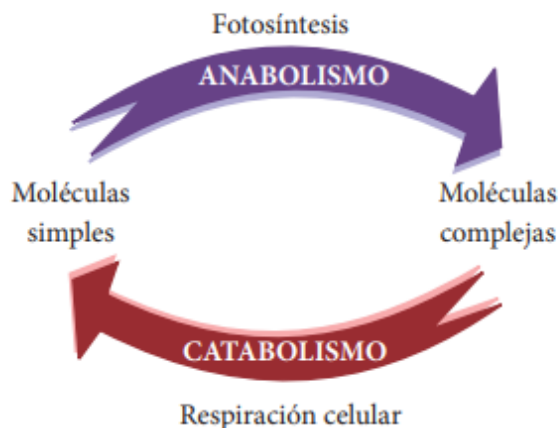 Fotosíntesis
ANABOLISMO
Moléculas
simples
Moléculas
complejas
CATABOLISMO
Respiración celular